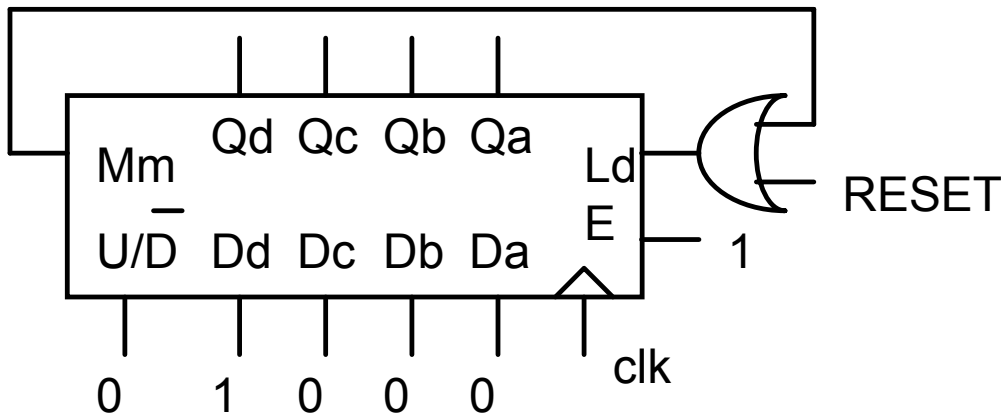 Qd Qc Qb Qa
Mm Ld
RESET
E
U/D̅ Dd Dc Db Da 1
clk
0 1 0 0 0